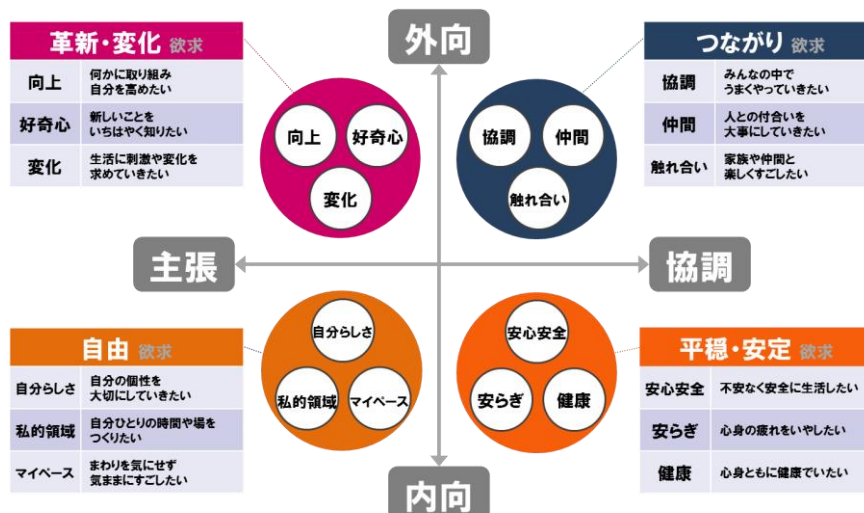 外向
革新・変化 欲求
向上 何かに取り組み
自分を高めたい
好奇心 新しいことを
いちはやく知りたい
変化 生活に刺激や変化を
求めていきたい
向上 好奇心
変化
つながり 欲求
協調 みんなの中で
うまくやっていきたい
仲間 人との付合いを
大事にしていきたい
触れ合い 家族や仲間と
楽しくすごしたい
協調 仲間
触れ合い
主張
協調
自由 欲求
自分らしさ 自分の個性を
大切にしていきたい
私的領域 自分ひとりの時間や場を
つくりたい
マイペース まわりを気にせず
気ままにすごしたい
自分らしさ
私的領域 マイペース
平穏・安定 欲求
安心安全 不安なく安全に生活したい
安らぎ 心身の疲れをいやしたい
健康 心身ともに健康でいたい
安心安全
安らぎ 健康
内向